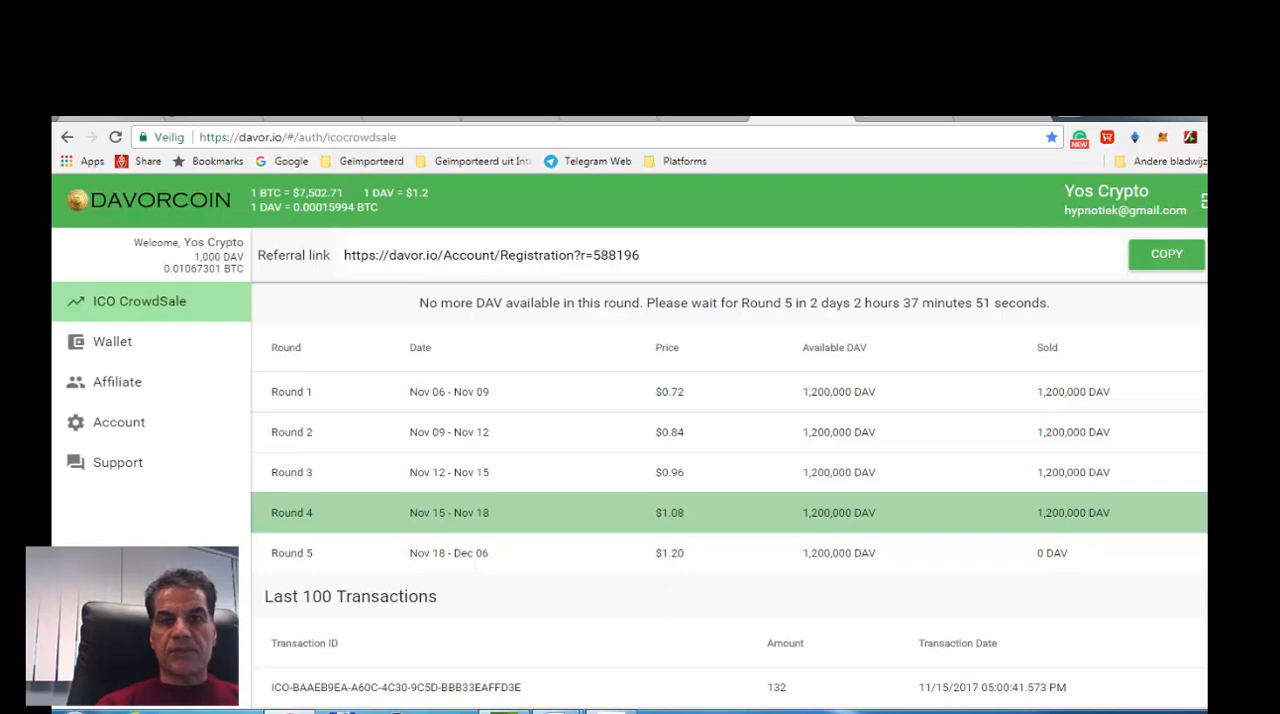 Veilig https://davor.io/#/auth/icocrowdsale
NEW
Apps Share Bookmarks Google Geïmporteerd Geïmporteerd uit Int Telegram Web Platforms Andere bladwijz
DAVORCOIN
1 BTC = $7,502.71 1 DAV = $1.2
1 DAV = 0.00015994 BTC
Yos Crypto
hypnotiek@gmail.com
Welcome, Yos Crypto
1,000 DAV
0.01067301 BTC
Referral link https://davor.io/Account/Registration?r=588196 COPY
ICO CrowdSale
Wallet
Affiliate
Account
Support
No more DAV available in this round. Please wait for Round 5 in 2 days 2 hours 37 minutes 51 seconds.
Round Date Price Available DAV Sold
Round 1 Nov 06 - Nov 09 $0.72 1,200,000 DAV 1,200,000 DAV
Round 2 Nov 09 - Nov 12 $0.84 1,200,000 DAV 1,200,000 DAV
Round 3 Nov 12 - Nov 15 $0.96 1,200,000 DAV 1,200,000 DAV
Round 4 Nov 15 - Nov 18 $1.08 1,200,000 DAV 1,200,000 DAV
Round 5 Nov 18 - Dec 06 $1.20 1,200,000 DAV 0 DAV
Last 100 Transactions
Transaction ID Amount Transaction Date
ICO-BAAEB9EA-A60C-4C30-9C5D-BBB33EAFFD3E 132 11/15/2017 05:00:41.573 PM